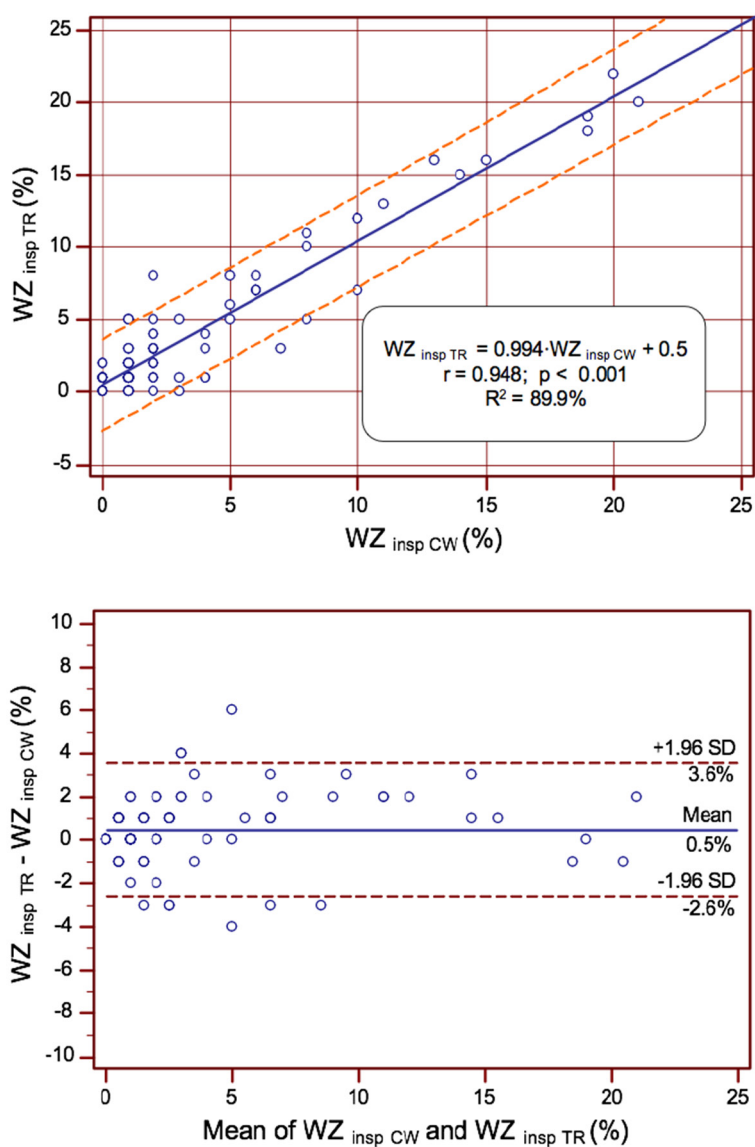 25
20
15
10
5
0
-5
WZ insp TR (%)
WZ insp TR = 0.994·WZ insp CW + 0.5
r = 0.948; p < 0.001
R² = 89.9%
0 5 10 15 20 25
WZ insp CW (%)
10
8
6
4
2
0
-2
-4
-6
-8
-10
WZ insp TR - WZ insp CW (%)
+1.96 SD
3.6%
Mean
0.5%
-1.96 SD
-2.6%
0 5 10 15 20 25
Mean of WZ insp CW and WZ insp TR (%)